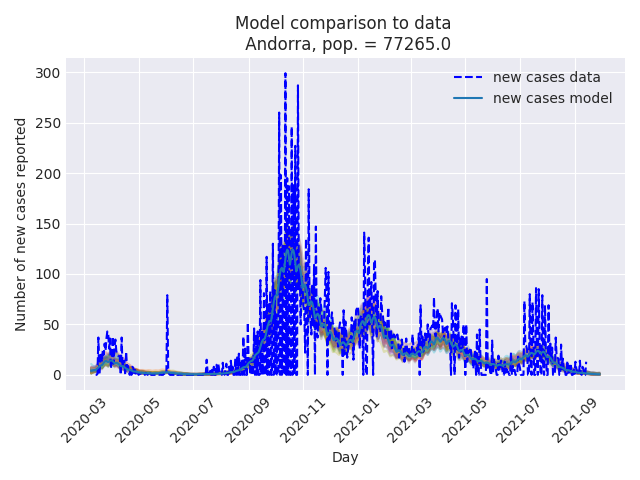 Model comparison to data
Andorra, pop. = 77265.0
new cases data
new cases model
Number of new cases reported
300
250
200
150
100
50
0
2020-03
2020-05
2020-07
2020-09
2020-11
2021-01
2021-03
2021-05
2021-07
2021-09
Day